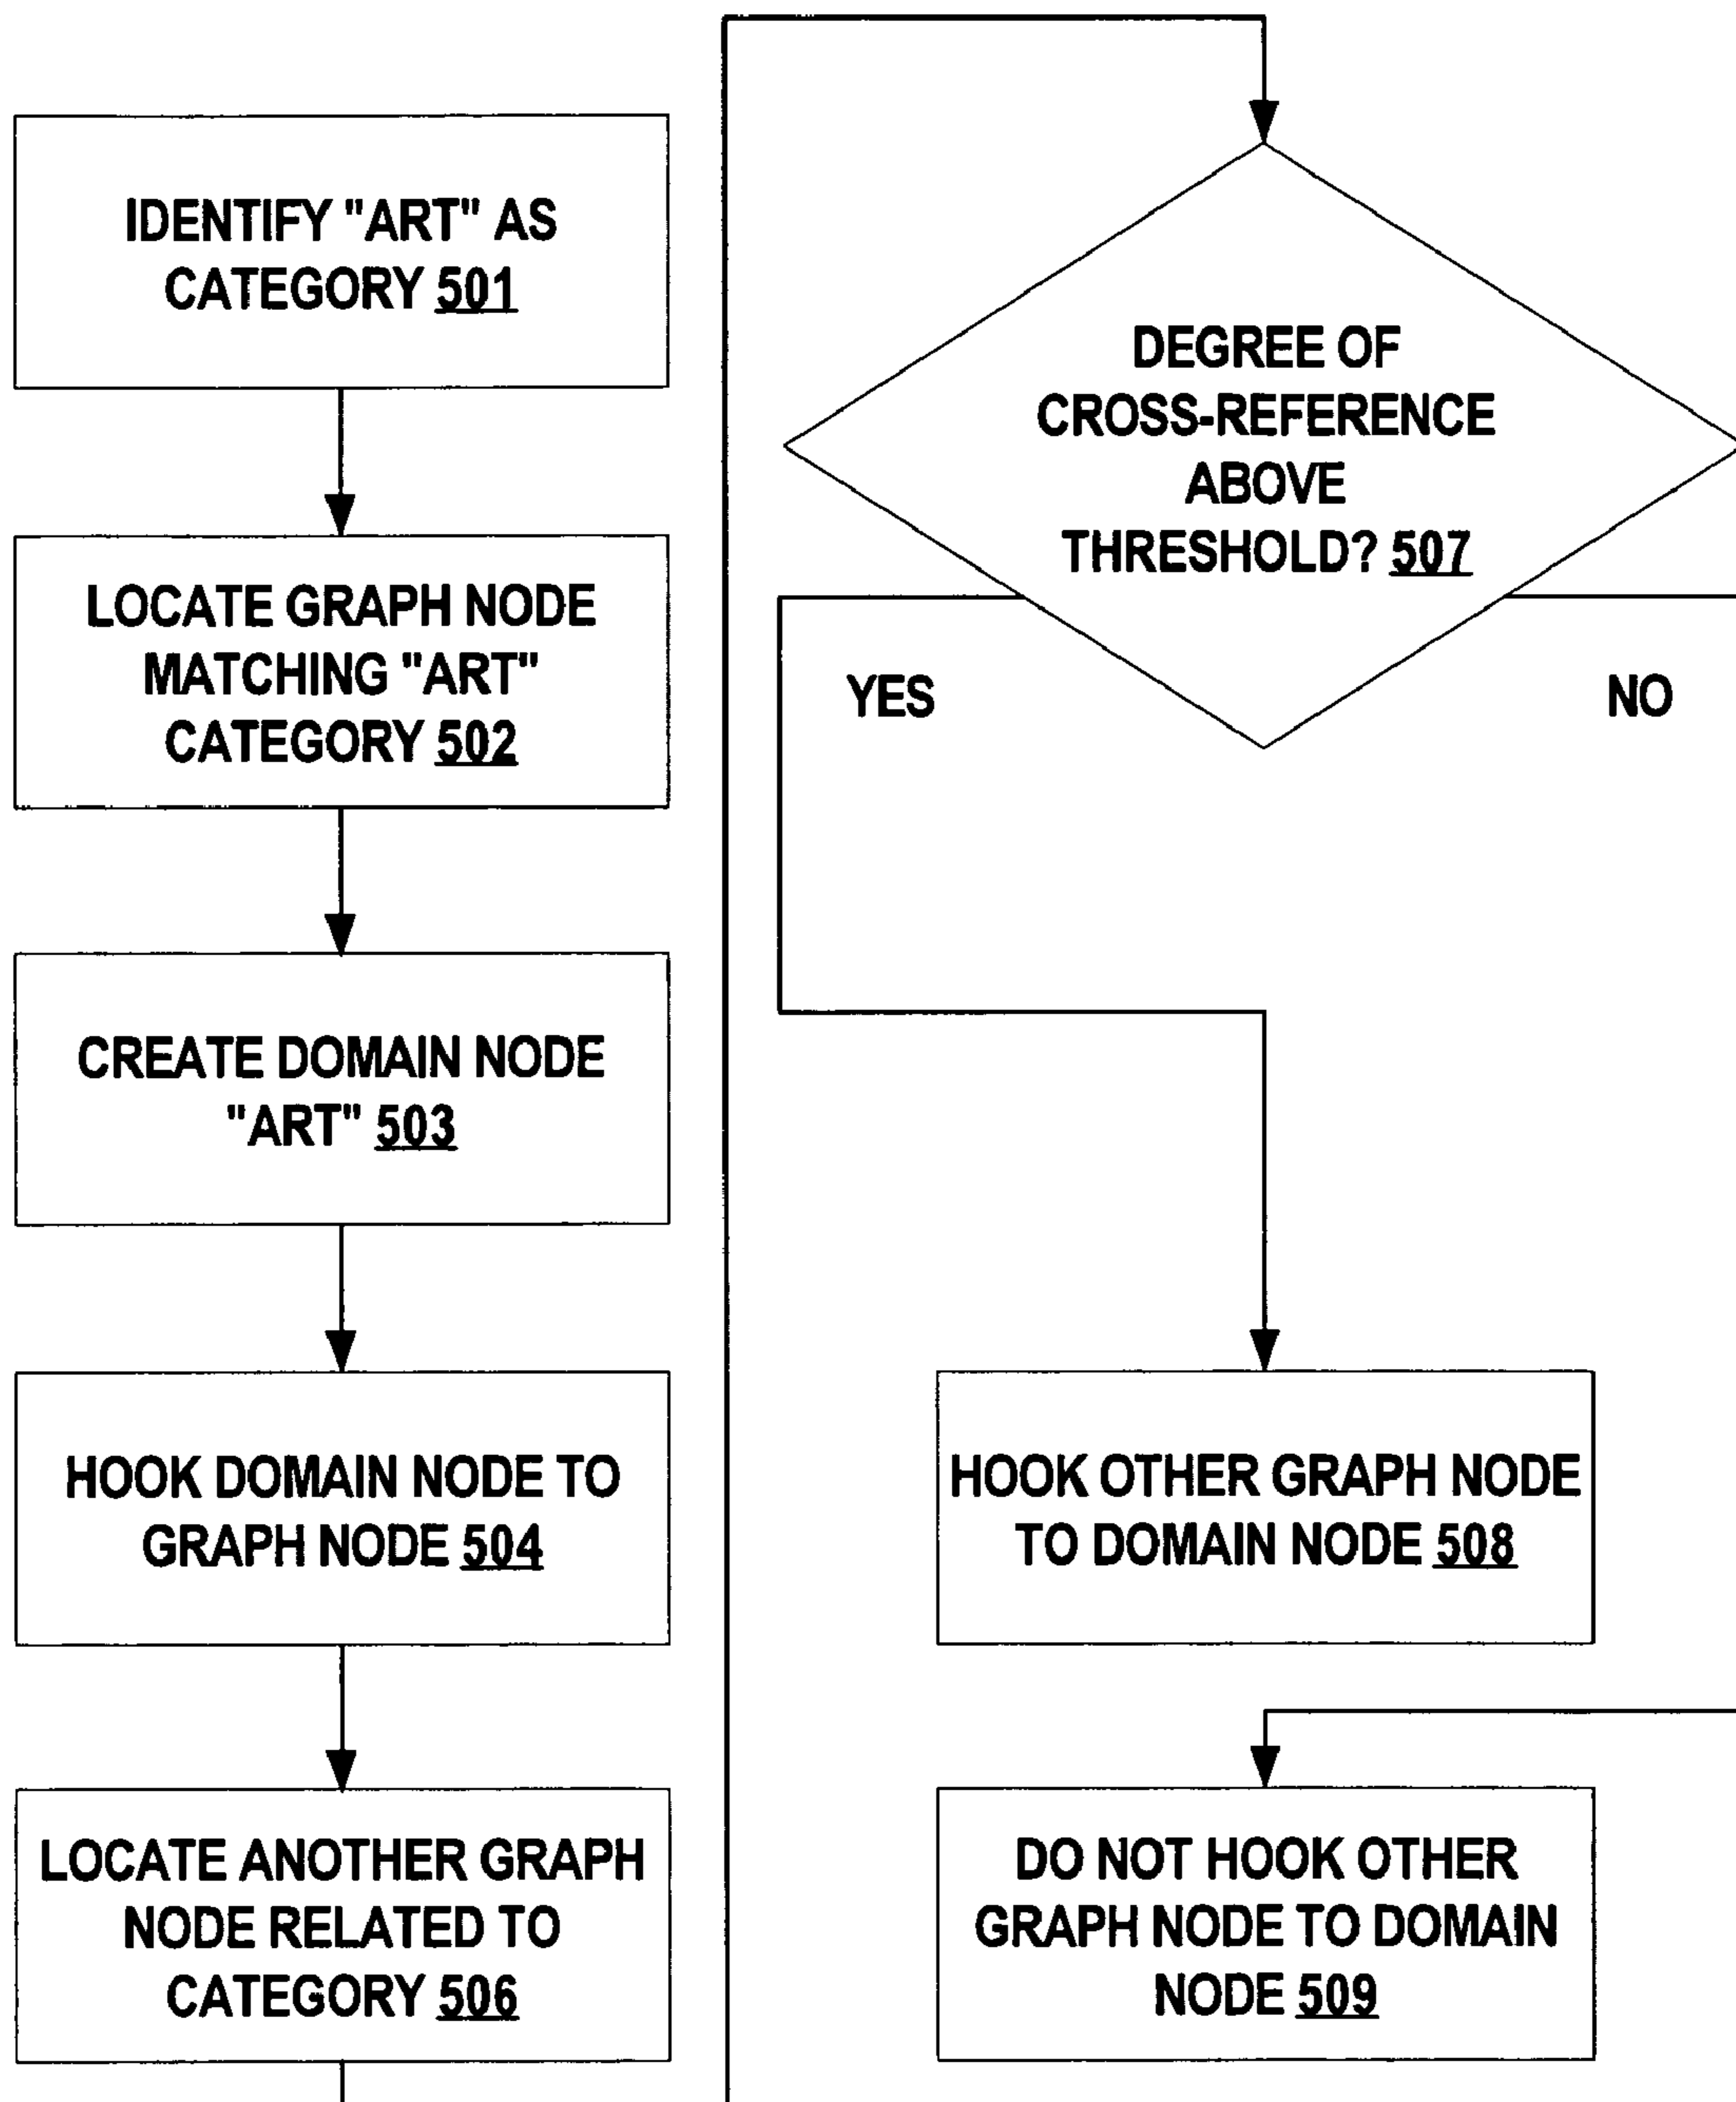 IDENTIFY "ART" AS
CATEGORY 501
LOCATE GRAPH NODE
MATCHING "ART"
CATEGORY 502
CREATE DOMAIN NODE
"ART" 503
HOOK DOMAIN NODE TO
GRAPH NODE 504
LOCATE ANOTHER GRAPH
NODE RELATED TO
CATEGORY 506
DEGREE OF
CROSS-REFERENCE
ABOVE
THRESHOLD? 507
YES
NO
HOOK OTHER GRAPH NODE
TO DOMAIN NODE 508
DO NOT HOOK OTHER
GRAPH NODE TO DOMAIN
NODE 509